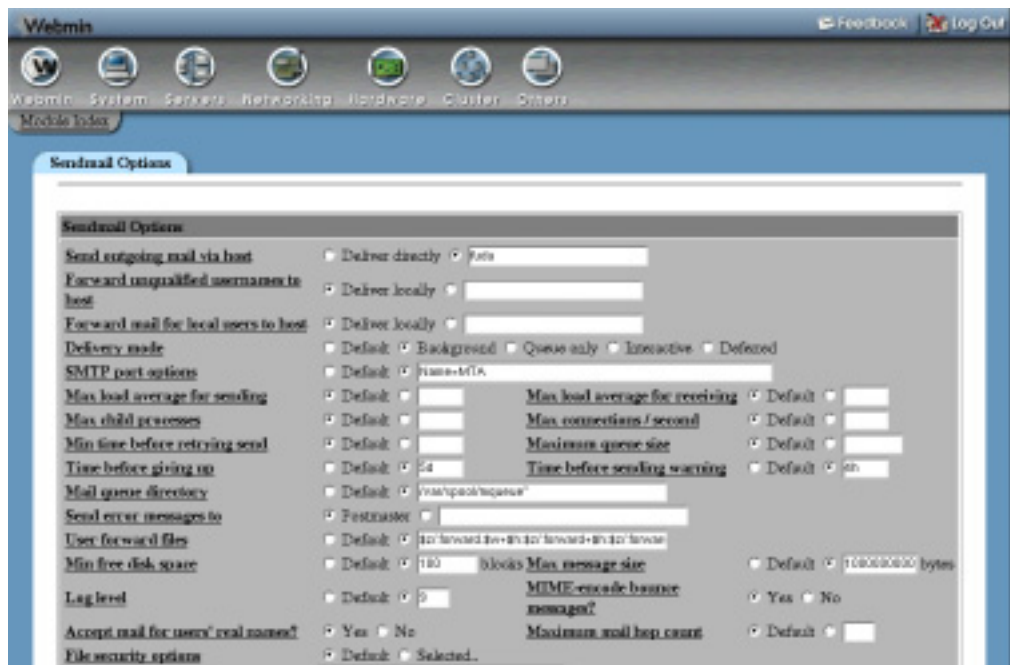 Webmin
Feedback Log Out
Webmin System Servers Networking Hardware Cluster Others
Module Index
Sendmail Options
Sendmail Options
Send outgoing mail via host Deliver directly
Forward unqualified usernames to host Deliver locally
Forward mail for local users to host Deliver locally
Delivery mode Default Background Queue only Interactive Deferred
SMTP port options Default Name=MTA
Max load average for sending Default Max load average for receiving Default
Max child processes Default Max connections / second Default
Min time before retrying send Default Maximum queue size Default
Time before giving up Default Time before sending warning Default 4h
Mail queue directory Default
Send error messages to Postmaster
User forward files Default
Min free disk space Default 100 blocks Max message size Default bytes
Log level Default 9 MIME-encode bounce messages? Yes No
Accept mail for users' real names? Yes No Maximum mail hop count Default
File security options Default Selected..